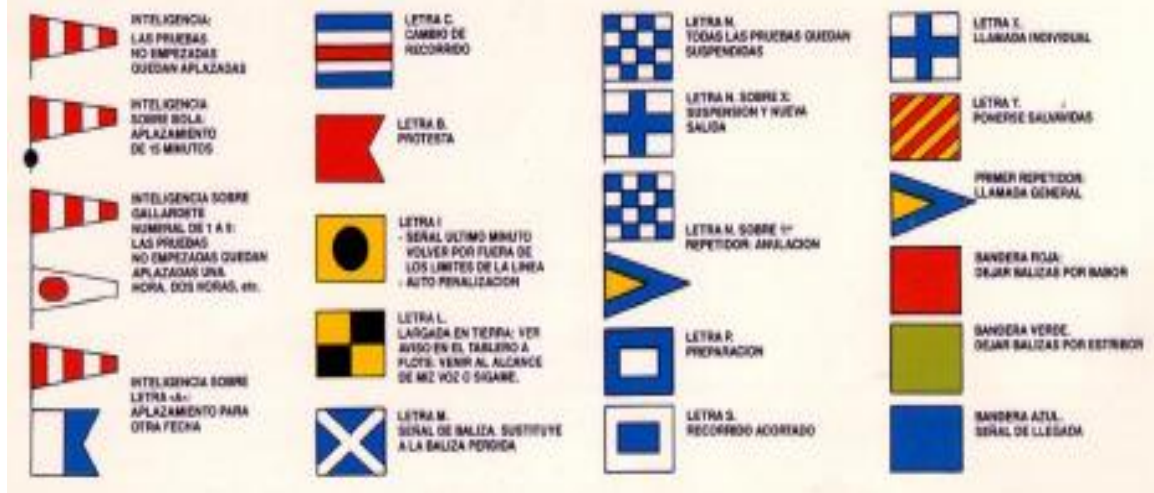 INTELIGENCIA:
LAS PRUEBAS
NO EMPEZADAS
QUEDAN APLAZADAS
INTELIGENCIA
SOBRE BOLA:
APLAZAMIENTO
DE 15 MINUTOS
INTELIGENCIA SOBRE
GALLARDETE
NUMERAL DE 1 A 9:
LAS PRUEBAS
NO EMPEZADAS QUEDAN
APLAZADAS UNA
HORA, DOS HORAS, etc.
INTELIGENCIA SOBRE
LETRA «A»:
APLAZAMIENTO PARA
OTRA FECHA
LETRA C.
CAMBIO DE
RECORRIDO
LETRA B.
PROTESTA
LETRA I
- SEÑAL ULTIMO MINUTO
VOLVER POR FUERA DE
LOS LIMITES DE LA LINEA
- AUTO PENALIZACION
LETRA L.
LARGADA EN TIERRA: VER
AVISO EN EL TABLERO A
FLOTE: VENIR AL ALCANCE
DE MIZ VOZ O SIGAME.
LETRA M.
SEÑAL DE BALIZA. SUSTITUYE
A LA BALIZA PERDIDA
LETRA N.
TODAS LAS PRUEBAS QUEDAN
SUSPENDIDAS
LETRA N. SOBRE X:
SUSPENSION Y NUEVA
SALIDA
LETRA N. SOBRE 1er
REPETIDOR: ANULACION
LETRA P.
PREPARACION
LETRA S.
RECORRIDO ACORTADO
LETRA X.
LLAMADA INDIVIDUAL
LETRA Y.
PONERSE SALVAVIDAS
PRIMER REPETIDOR:
LLAMADA GENERAL
BANDERA ROJA:
DEJAR BALIZAS POR BABOR
BANDERA VERDE.
DEJAR BALIZAS POR ESTRIBOR
BANDERA AZUL.
SEÑAL DE LLEGADA